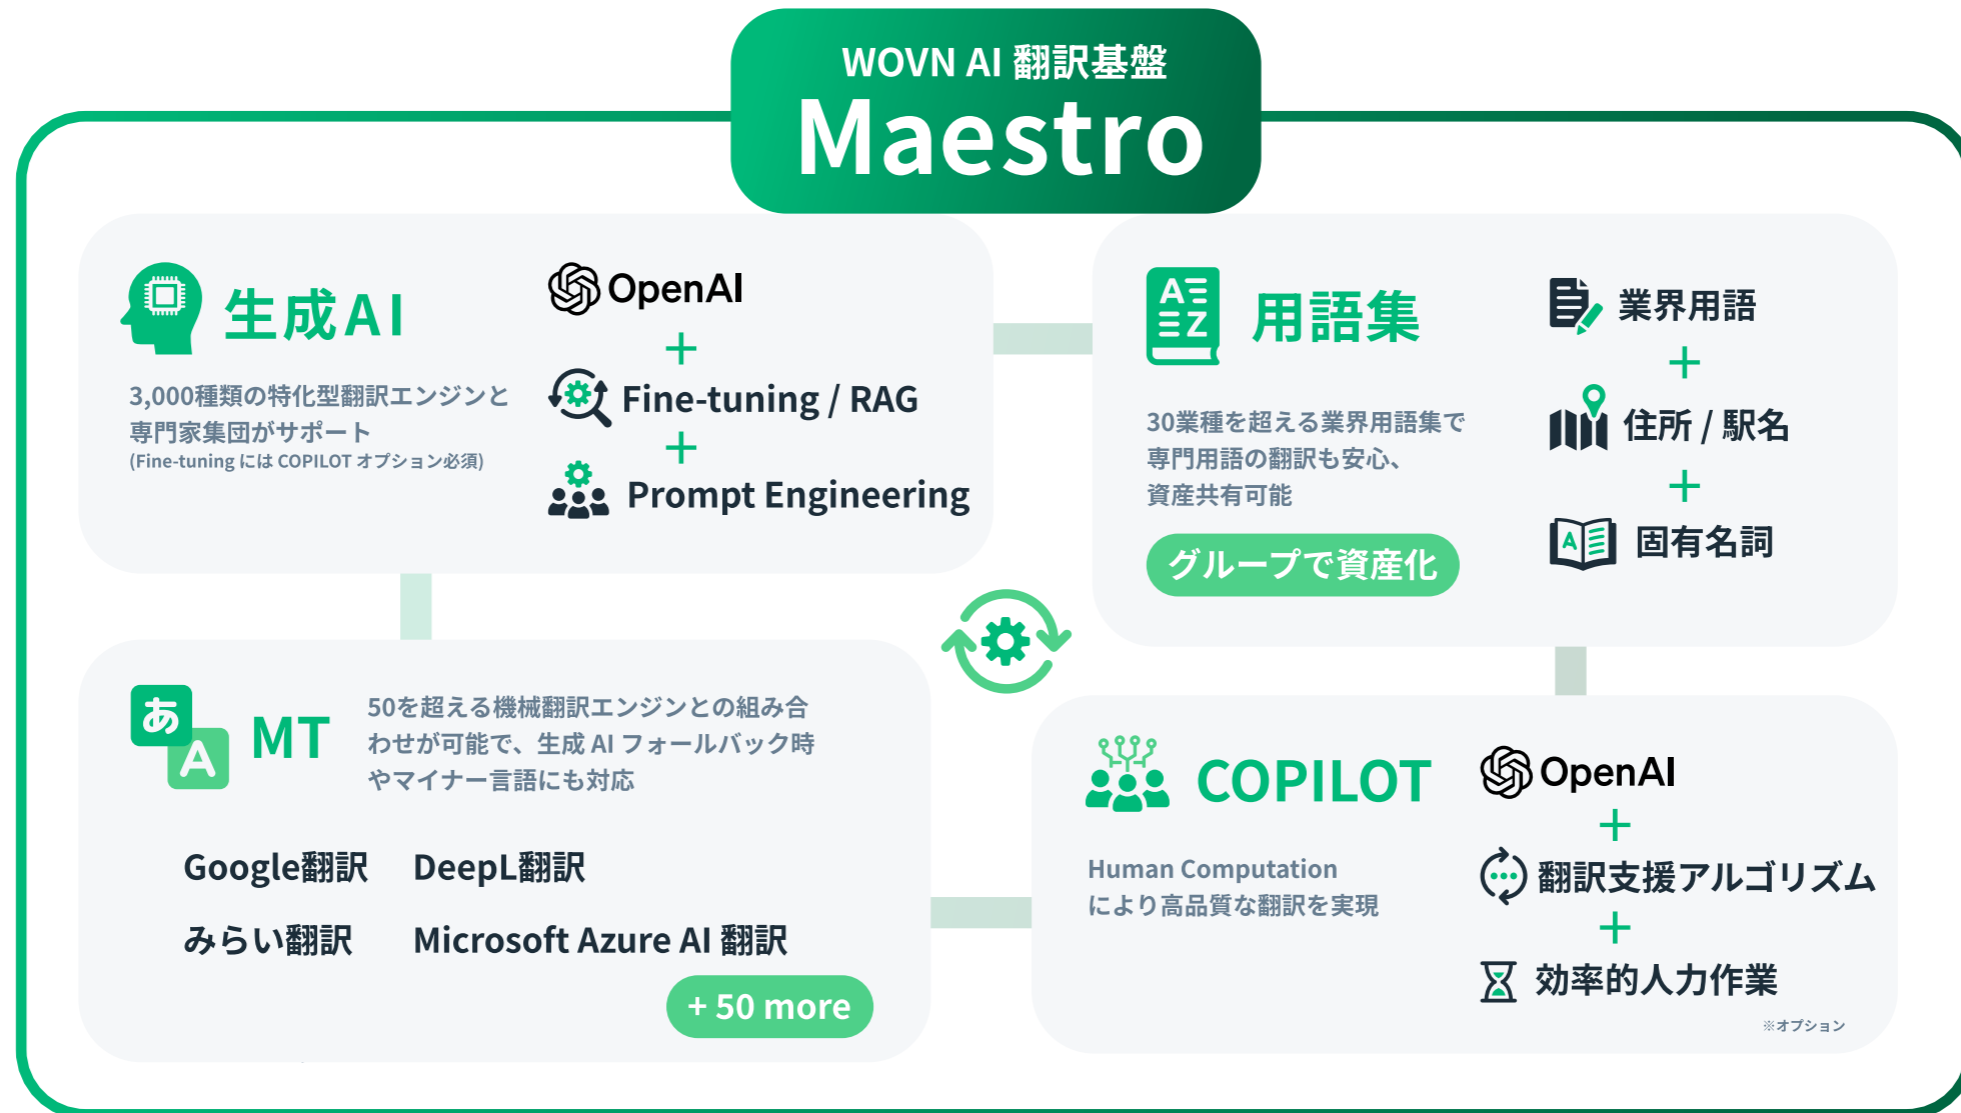 WOVN AI 翻訳基盤
Maestro
生成AI
3,000種類の特化型翻訳エンジンと
専門家集団がサポート
(Fine-tuning には COPILOT オプション必須)
OpenAI
+
Fine-tuning / RAG
+
Prompt Engineering
A
Z
用語集
30業種を超える業界用語集で
専門用語の翻訳も安心、
資産共有可能
グループで資産化
業界用語
+
住所 / 駅名
+
A
固有名詞
あ
A
MT
50を超える機械翻訳エンジンとの組み合
わせが可能で、生成 AI フォールバック時
やマイナー言語にも対応
Google翻訳 DeepL翻訳
みらい翻訳 Microsoft Azure AI 翻訳
+ 50 more
COPILOT
Human Computation
により高品質な翻訳を実現
OpenAI
+
翻訳支援アルゴリズム
+
効率的人力作業
※オプション